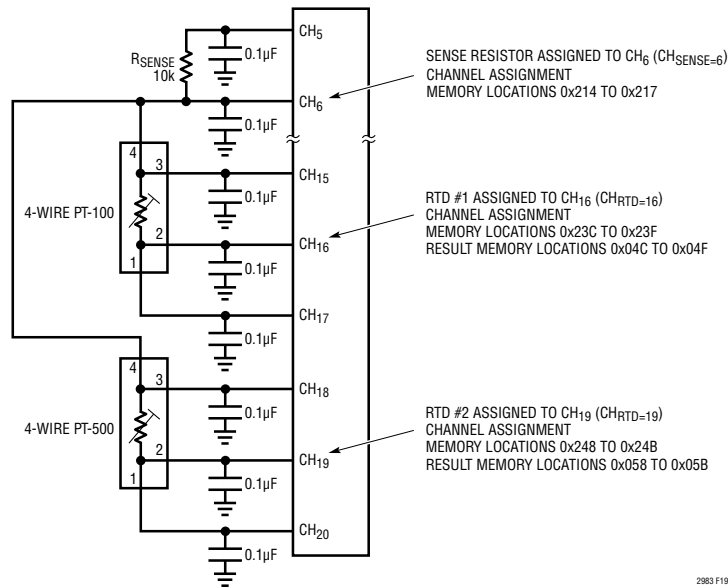 CH5
RSENSE
10k
0.1µF
SENSE RESISTOR ASSIGNED TO CH6 (CHSENSE=6)
CHANNEL ASSIGNMENT
MEMORY LOCATIONS 0x214 TO 0x217
CH6
0.1µF
4
3
CH15
4-WIRE PT-100
0.1µF
2
1
CH16
RTD #1 ASSIGNED TO CH16 (CHRTD=16)
CHANNEL ASSIGNMENT
MEMORY LOCATIONS 0x23C TO 0x23F
RESULT MEMORY LOCATIONS 0x04C TO 0x04F
0.1µF
CH17
0.1µF
4
3
CH18
4-WIRE PT-500
0.1µF
2
1
CH19
RTD #2 ASSIGNED TO CH19 (CHRTD=19)
CHANNEL ASSIGNMENT
MEMORY LOCATIONS 0x248 TO 0x24B
RESULT MEMORY LOCATIONS 0x058 TO 0x05B
0.1µF
CH20
0.1µF
2983 F19